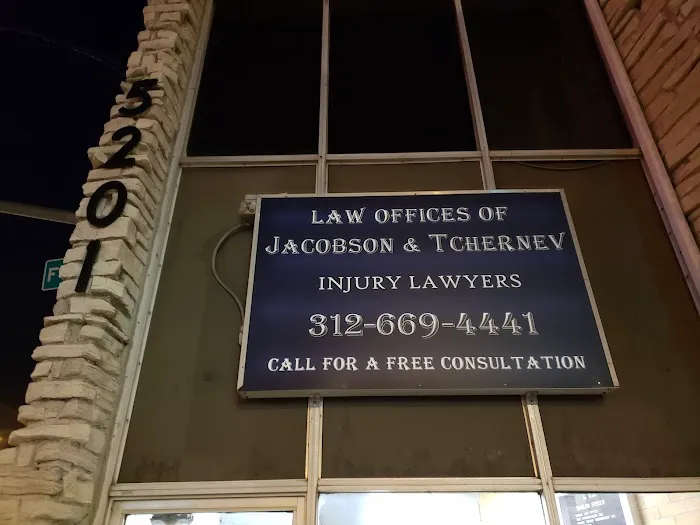 5201
LAW OFFICES OF
JACOBSON & TCHERNEV
INJURY LAWYERS
312-669-4441
CALL FOR A FREE CONSULTATION